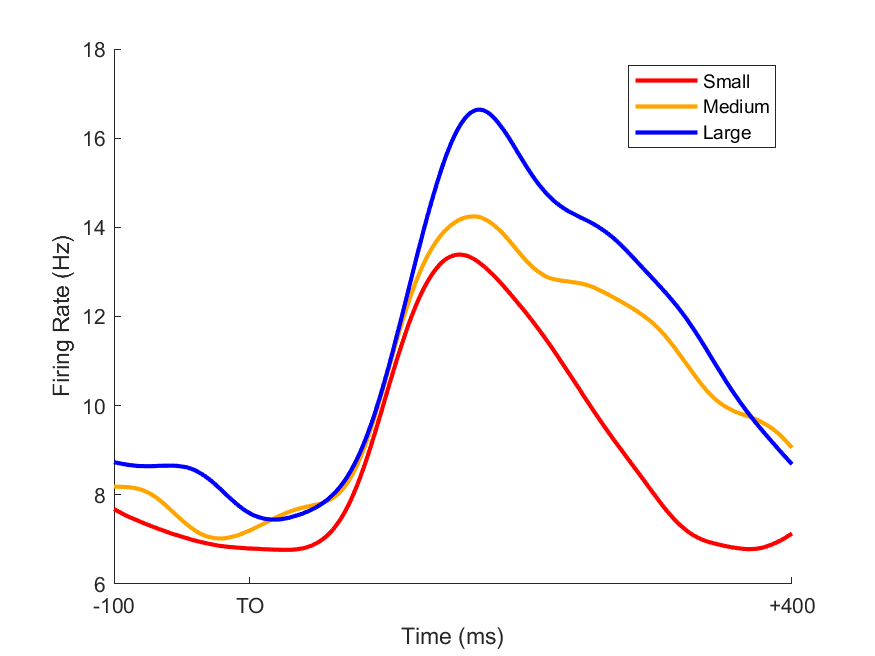 18
16
14
12
10
8
6
Firing Rate (Hz)
Small
Medium
Large
-100
TO
+400
Time (ms)